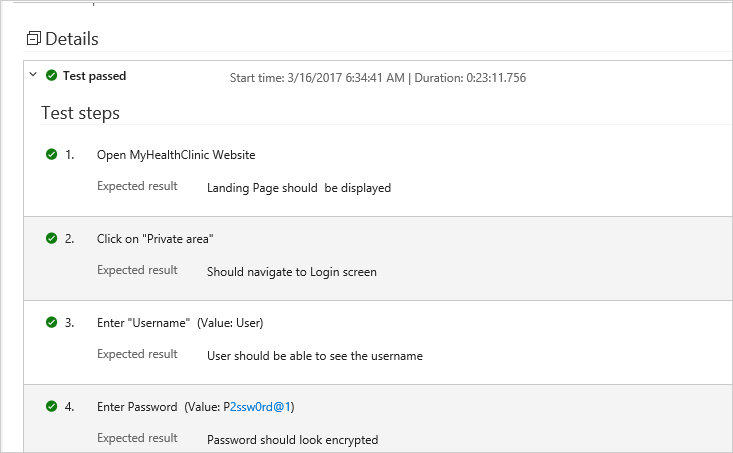 Details
Test passed Start time: 3/16/2017 6:34:41 AM | Duration: 0:23:11.756
Test steps
1. Open MyHealthClinic Website
Expected result Landing Page should be displayed
2. Click on "Private area"
Expected result Should navigate to Login screen
3. Enter "Username" (Value: User)
Expected result User should be able to see the username
4. Enter Password (Value: P2ssw0rd@1)
Expected result Password should look encrypted